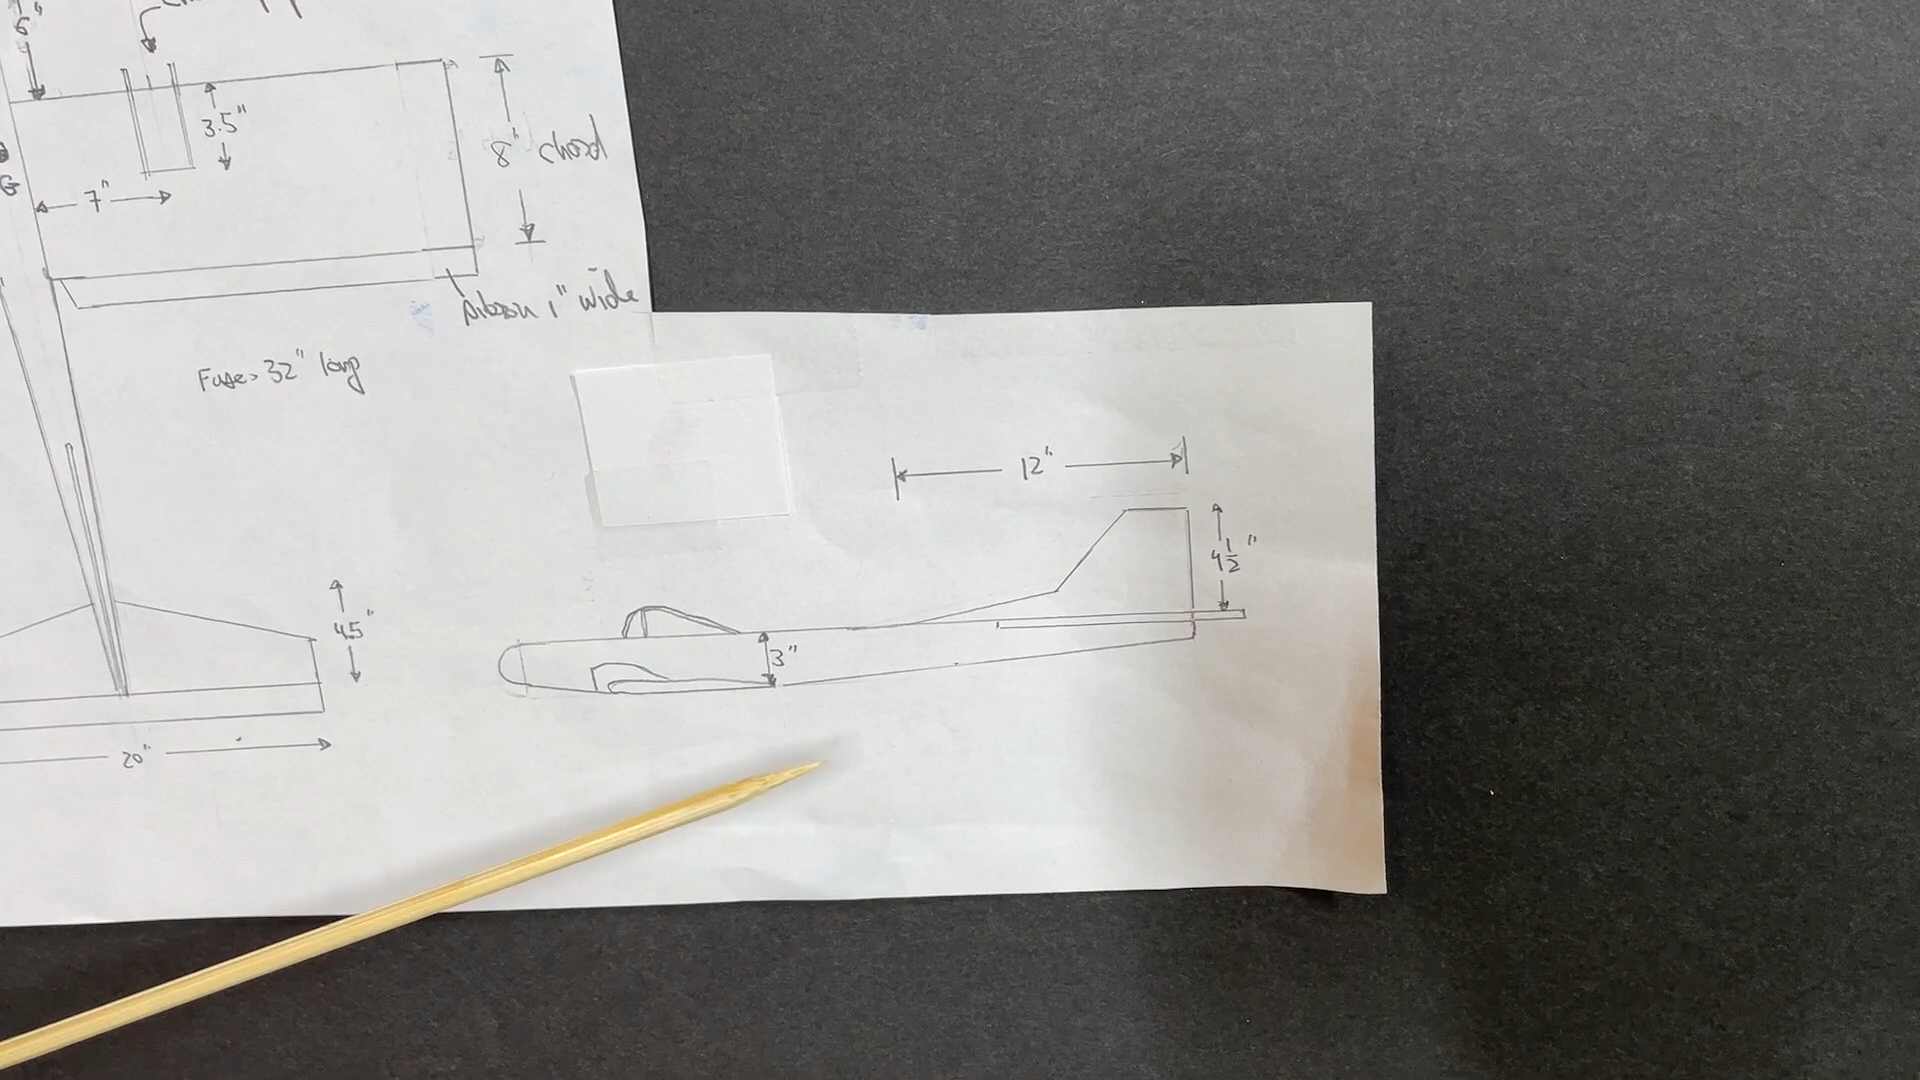 6"
3.5"
8" chord
7"
G
Aileron 1" wide
Fuse = 32" long
12"
4 1/2"
4.5"
3"
20"